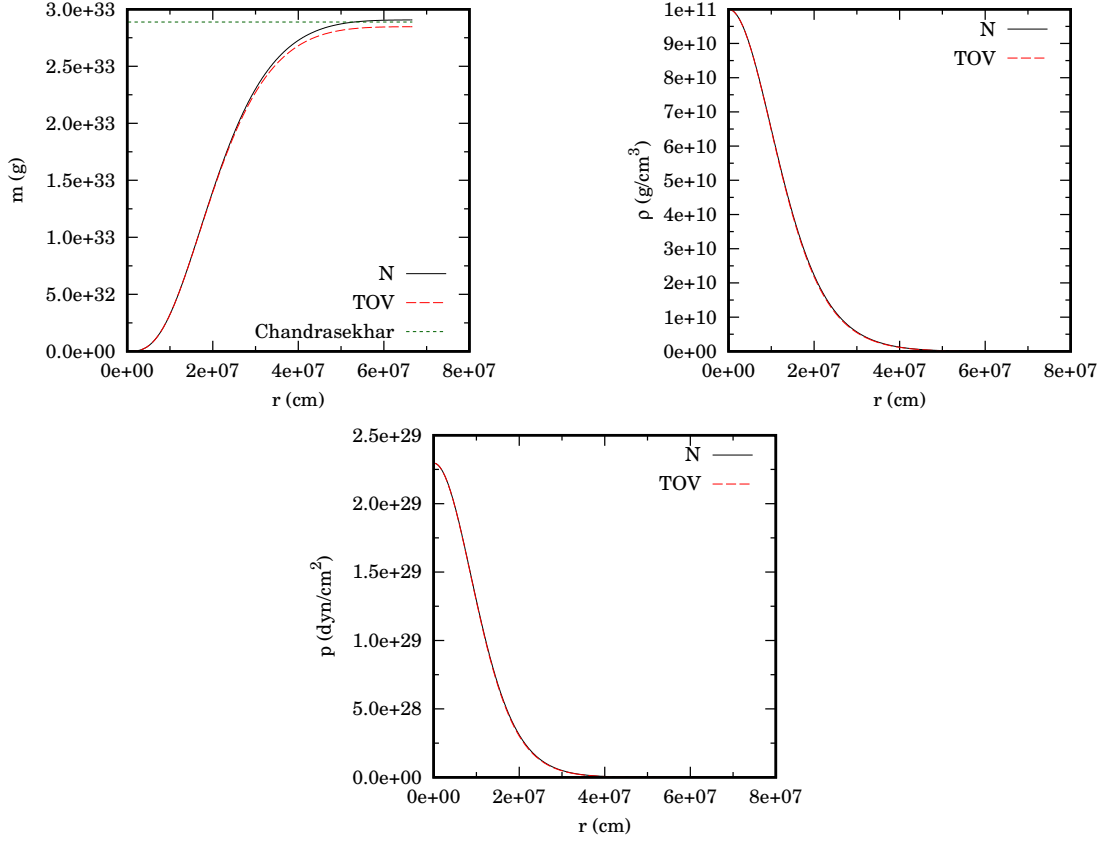 3.0e+33
2.5e+33
2.0e+33
1.5e+33
1.0e+33
5.0e+32
0.0e+00
m (g)
N
TOV
Chandrasekhar
0e+00 2e+07 4e+07 6e+07 8e+07
r (cm)
1e+11
9e+10
8e+10
7e+10
6e+10
5e+10
4e+10
3e+10
2e+10
1e+10
0e+00
ρ (g/cm³)
N
TOV
0e+00 2e+07 4e+07 6e+07 8e+07
r (cm)
2.5e+29
2.0e+29
1.5e+29
1.0e+29
5.0e+28
0.0e+00
p (dyn/cm²)
N
TOV
0e+00 2e+07 4e+07 6e+07 8e+07
r (cm)